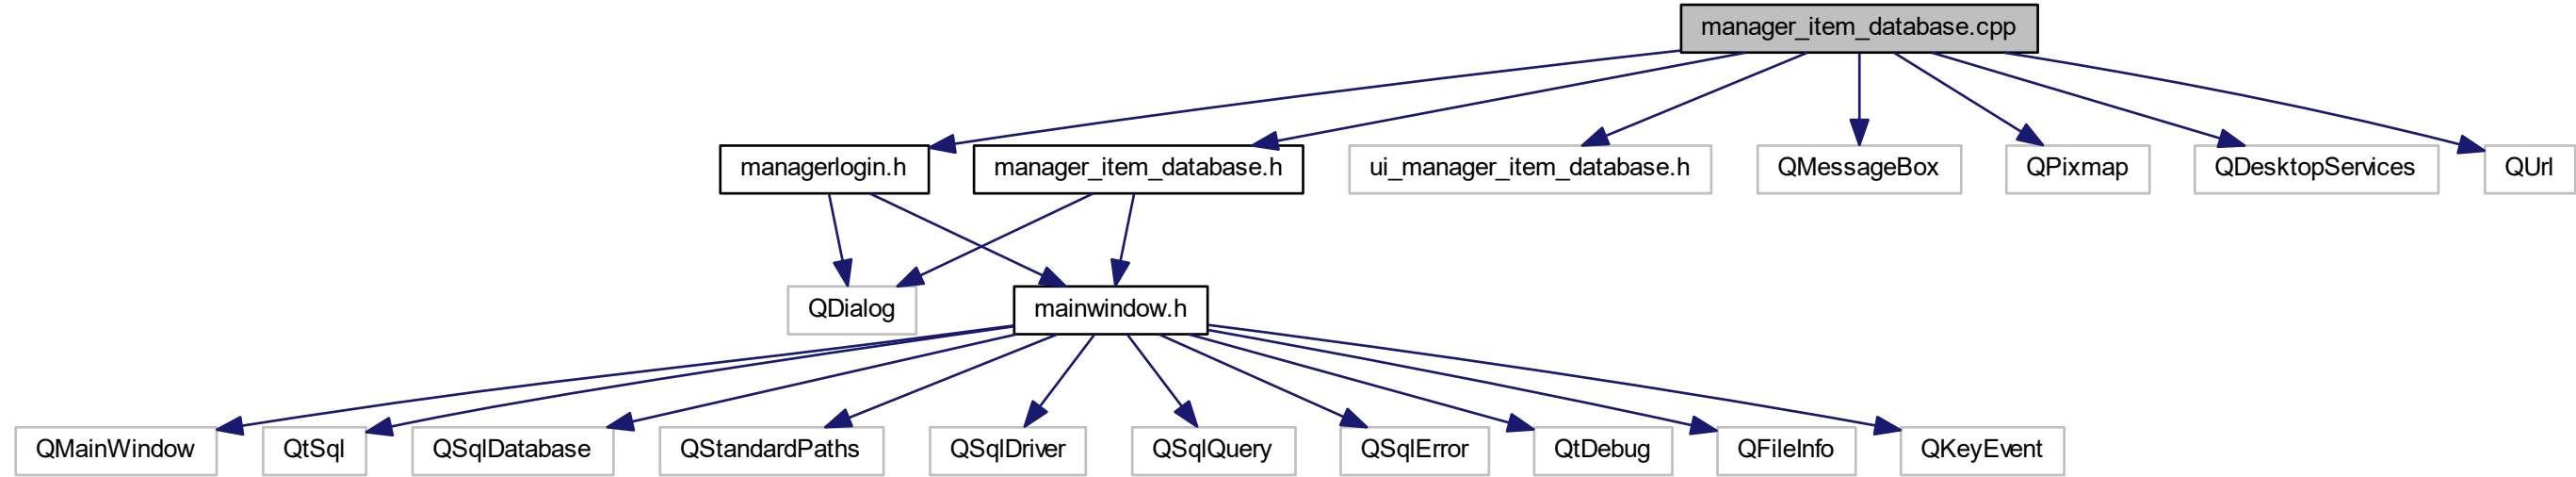 manager_item_database.cpp
managerlogin.h
manager_item_database.h
ui_manager_item_database.h
QMessageBox
QPixmap
QDesktopServices
QUrl
QDialog
mainwindow.h
QMainWindow
QtSql
QSqlDatabase
QStandardPaths
QSqlDriver
QSqlQuery
QSqlError
QtDebug
QFileInfo
QKeyEvent